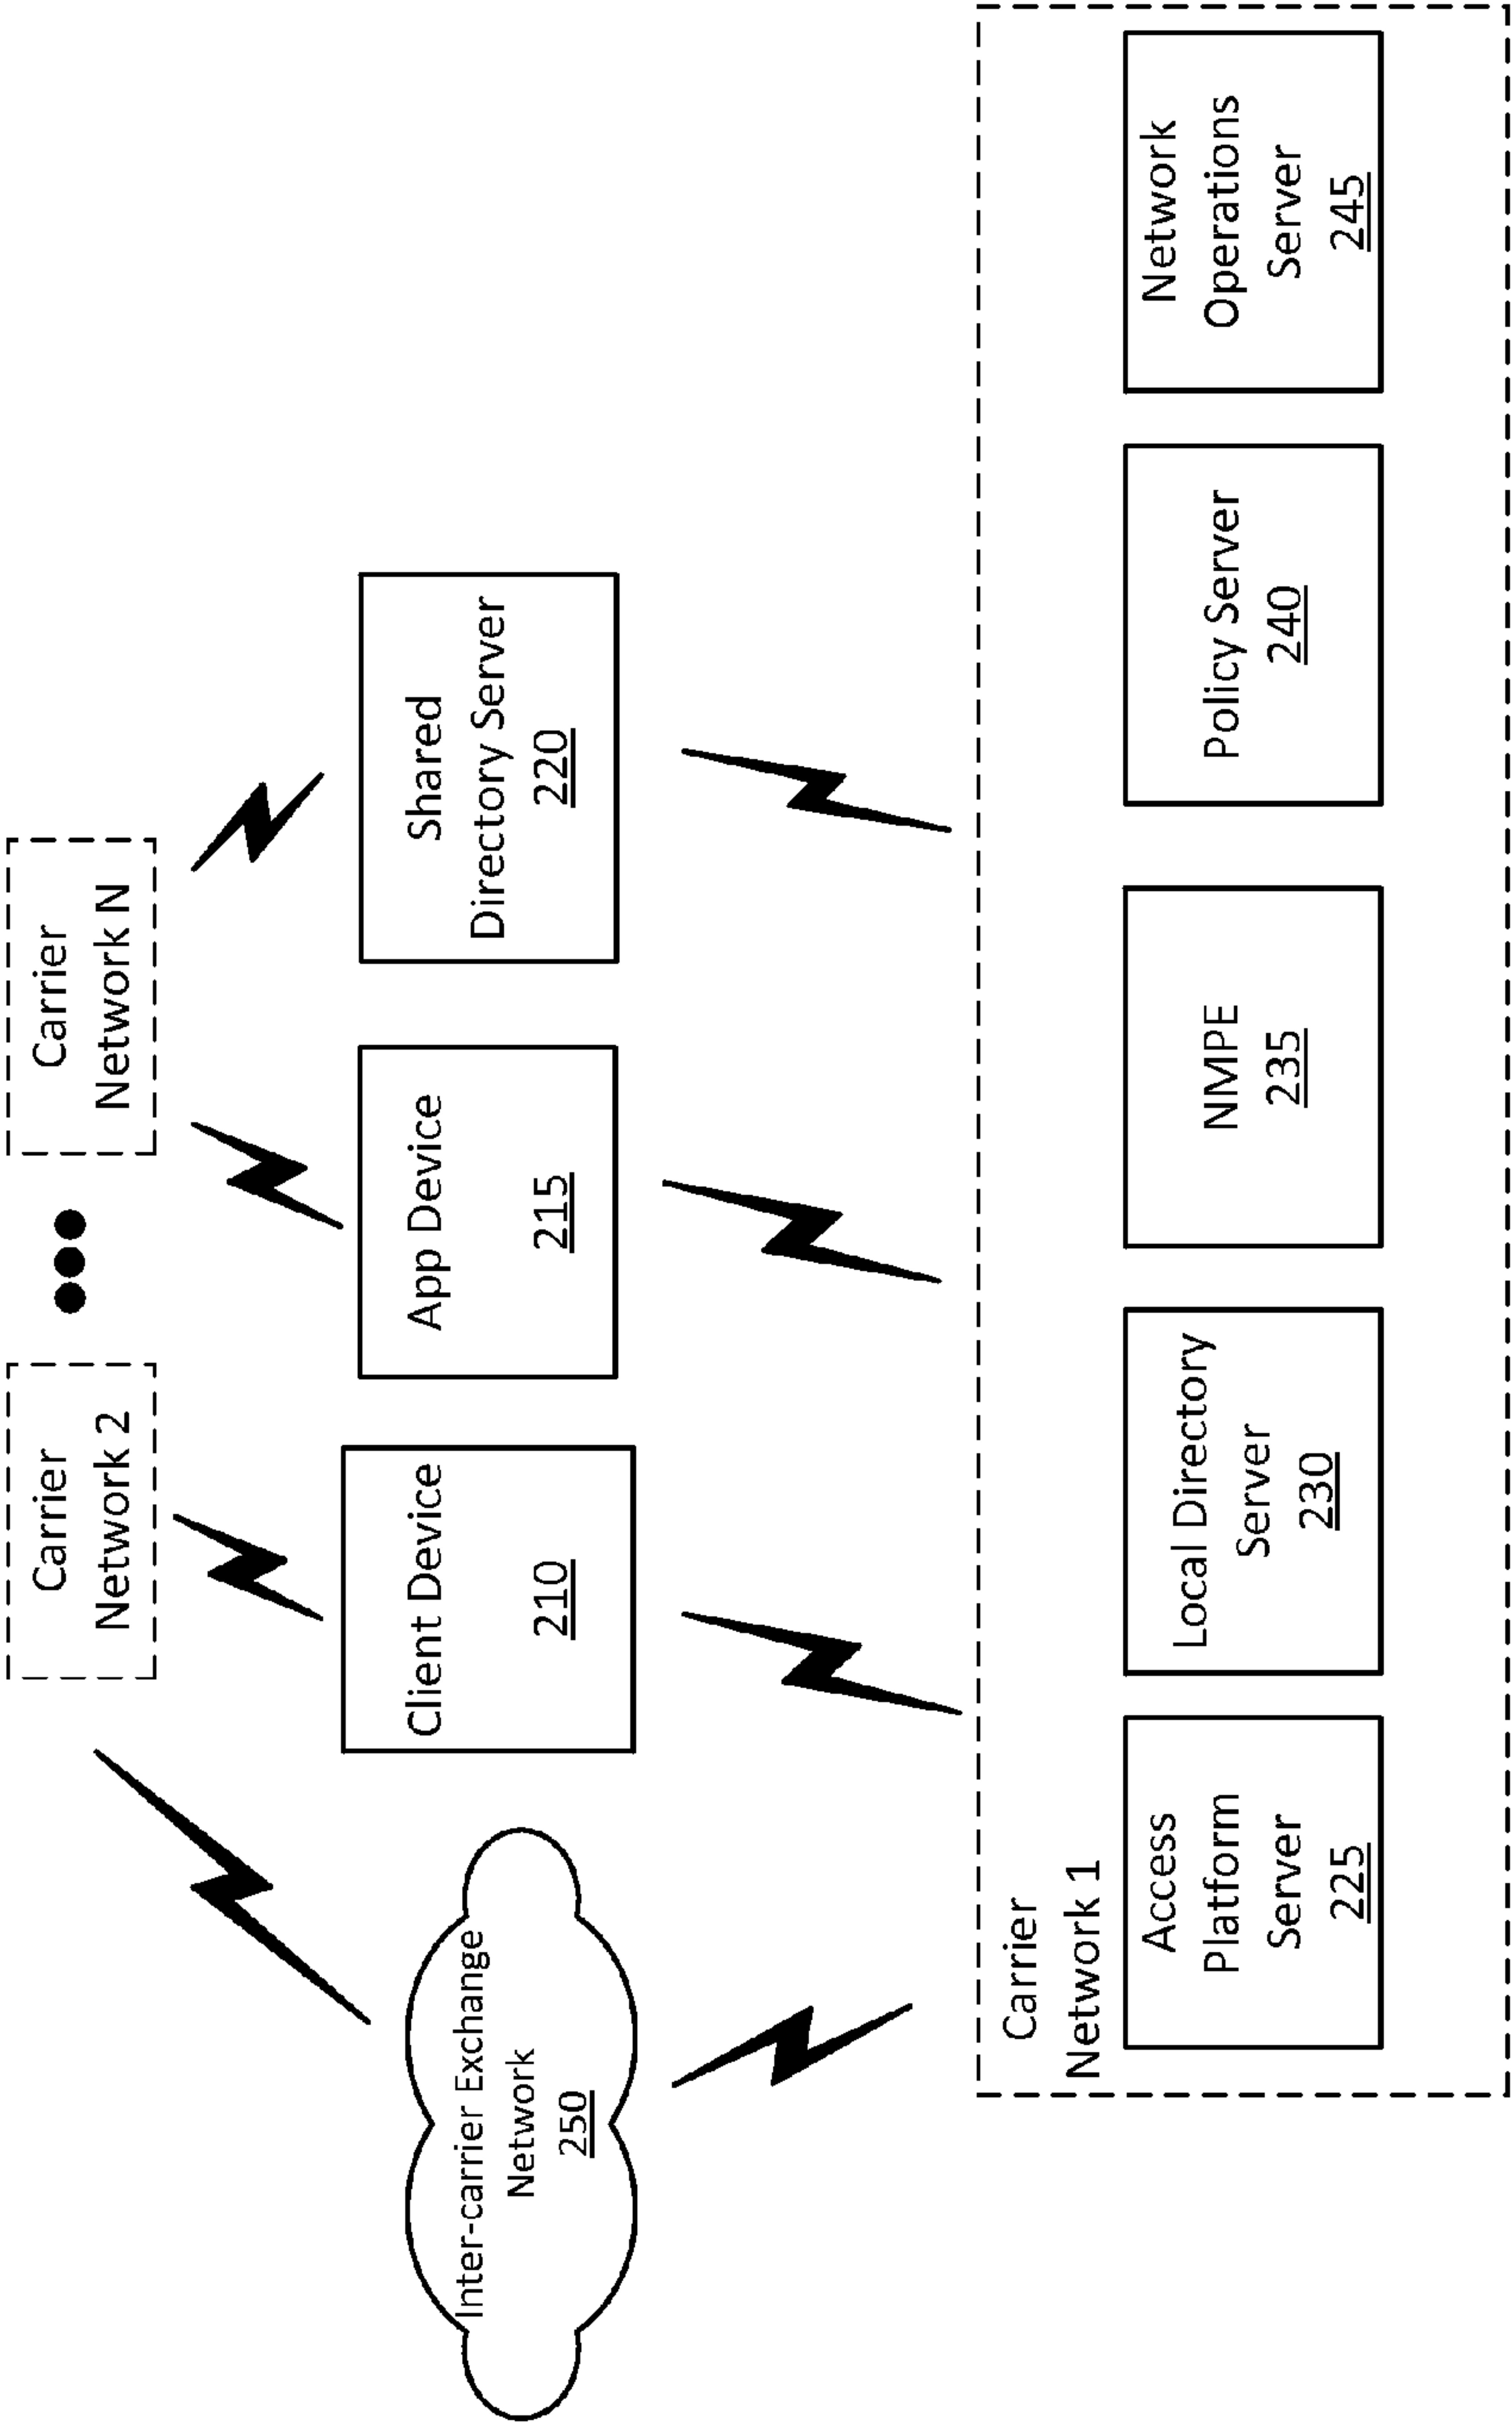 Carrier
Network 2
Carrier
Network N
Inter-carrier Exchange
Network
250
Client Device
210
App Device
215
Shared
Directory Server
220
Carrier
Network 1
Access
Platform
Server
225
Local Directory
Server
230
NMPE
235
Policy Server
240
Network
Operations
Server
245